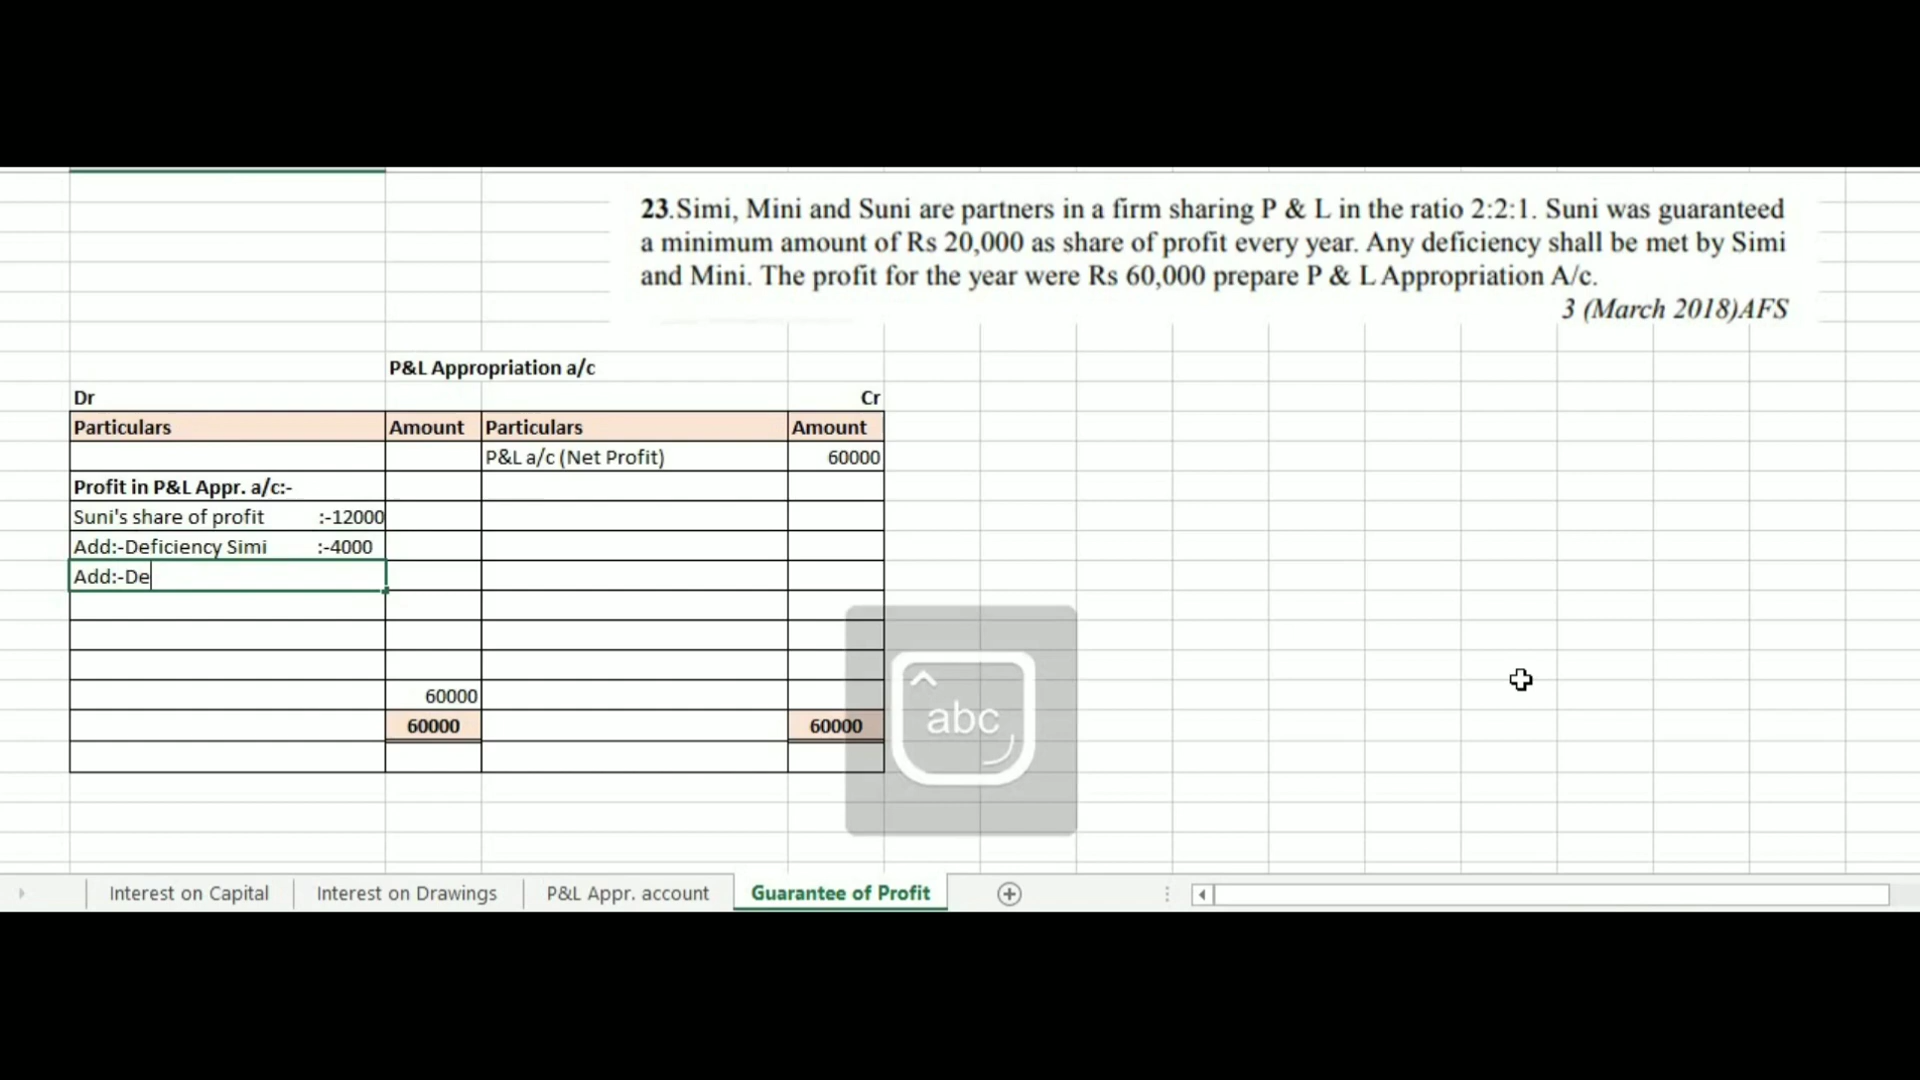 23.Simi, Mini and Suni are partners in a firm sharing P & L in the ratio 2:2:1. Suni was guaranteed
a minimum amount of Rs 20,000 as share of profit every year. Any deficiency shall be met by Simi
and Mini. The profit for the year were Rs 60,000 prepare P & L Appropriation A/c.
3 (March 2018)AFS
P&L Appropriation a/c
Dr Cr
Particulars Amount Particulars Amount
P&L a/c (Net Profit) 60000
Profit in P&L Appr. a/c:-
Suni's share of profit :-12000
Add:-Deficiency Simi :-4000
Add:-De
60000
60000 60000
abc
Interest on Capital Interest on Drawings P&L Appr. account Guarantee of Profit